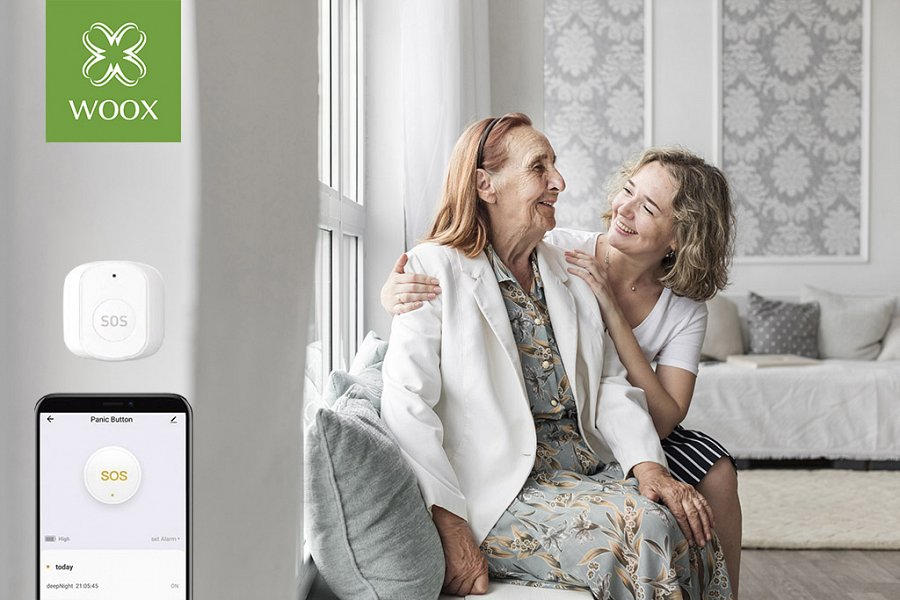 WOOX
SOS
Panic Button
SOS
High
set Alarm
today
deepNight 21:05:45
ON